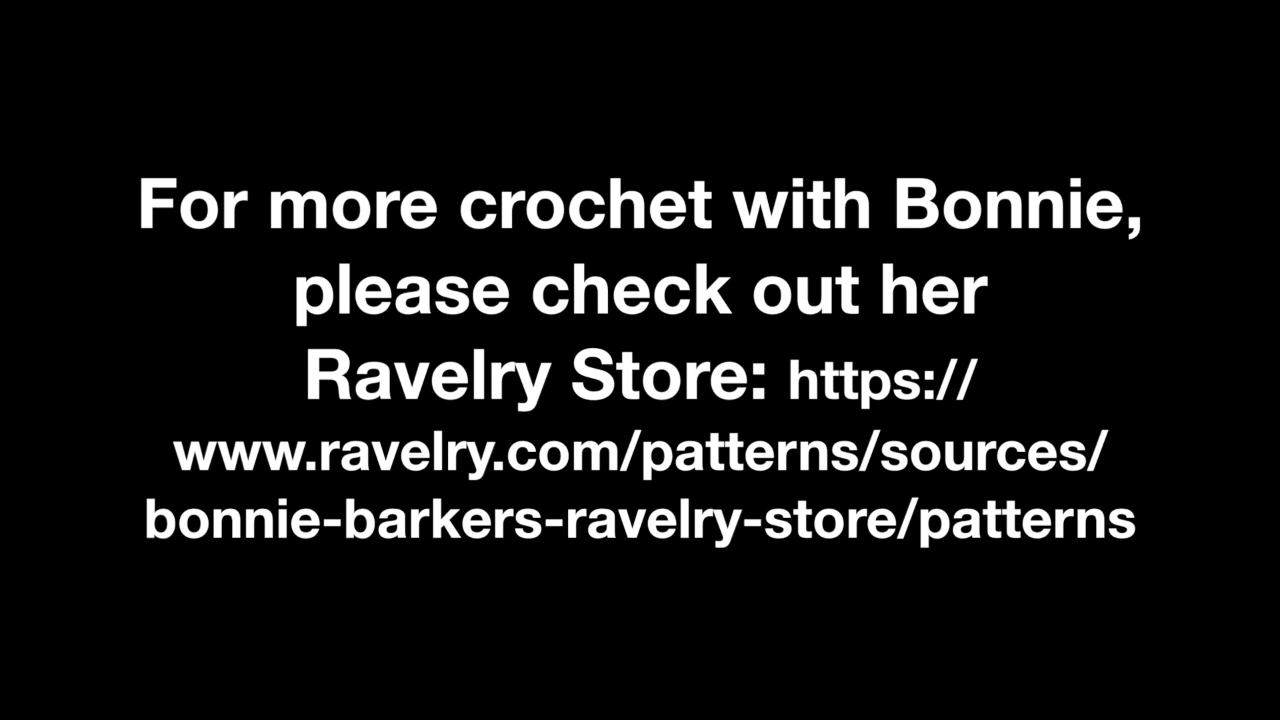 For more crochet with Bonnie,
please check out her
Ravelry Store: https://
www.ravelry.com/patterns/sources/
bonnie-barkers-ravelry-store/patterns